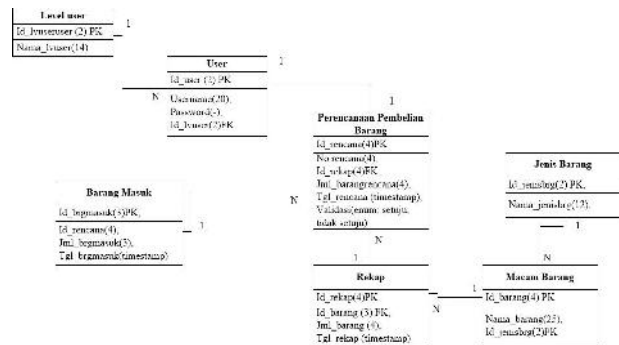 Level user
Id_lvuseruser (2) PK
Nama_lvuser(14)
1
User
Id_user (2) PK
Username(20),
Password(-),
Id_lvuser(2)FK
N
1
1
Perencanaan Pembelian
Barang
Id_rencana(4)PK
No rencana(4),
Id_rekap(4)FK
Jml_barangrencana(4),
Tgl_rencana (timestamp),
Validasi(enum: setuju,
tidak setuju)
N
N
Jenis Barang
Id_jenisbrg(2) PK,
Nama_jenisbrg(12),
1
N
Barang Masuk
Id_brgmasuk(3)PK,
Id_rencana(4),
Jml_brgmasuk(3),
Tgl_brgmasuk(timestamp)
1
1
Rekap
Id_rekap(4)PK
Id_barang (3) FK,
Jml_barang (4),
Tgl_rekap (timestamp)
1
N
Macam Barang
Id_barang(4) PK
Nama_barang(25),
Id_jenisbrg(2)FK